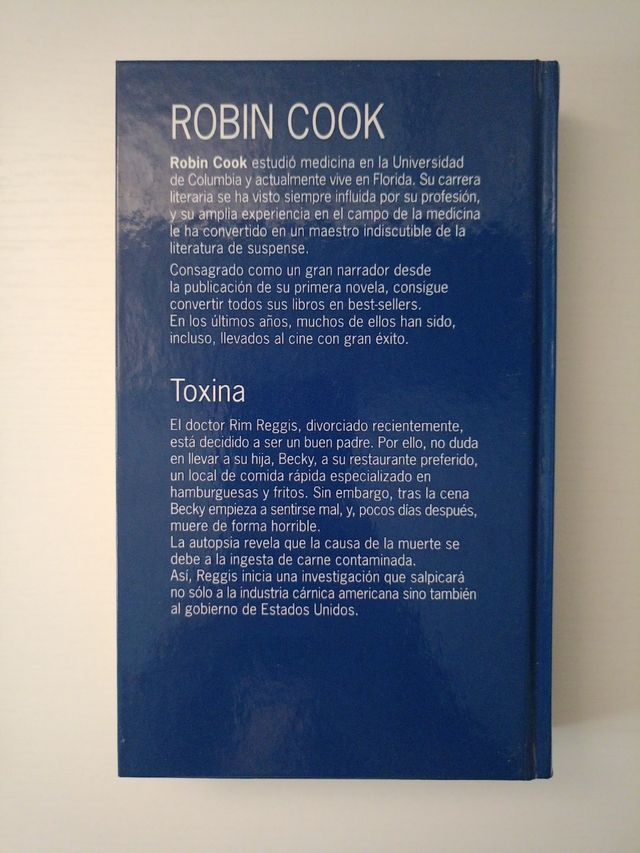 ROBIN COOK
Robin Cook estudió medicina en la Universidad
de Columbia y actualmente vive en Florida. Su carrera
literaria se ha visto siempre influida por su profesión,
y su amplia experiencia en el campo de la medicina
le ha convertido en un maestro indiscutible de la
literatura de suspense.
Consagrado como un gran narrador desde
la publicación de su primera novela, consigue
convertir todos sus libros en best-sellers.
En los últimos años, muchos de ellos han sido,
incluso, llevados al cine con gran éxito.
Toxina
El doctor Rim Reggis, divorciado recientemente,
está decidido a ser un buen padre. Por ello, no duda
en llevar a su hija, Becky, a su restaurante preferido,
un local de comida rápida especializado en
hamburguesas y fritos. Sin embargo, tras la cena
Becky empieza a sentirse mal, y, pocos días después,
muere de forma horrible.
La autopsia revela que la causa de la muerte se
debe a la ingesta de carne contaminada.
Así, Reggis inicia una investigación que salpicará
no sólo a la industria cárnica americana sino también
al gobierno de Estados Unidos.